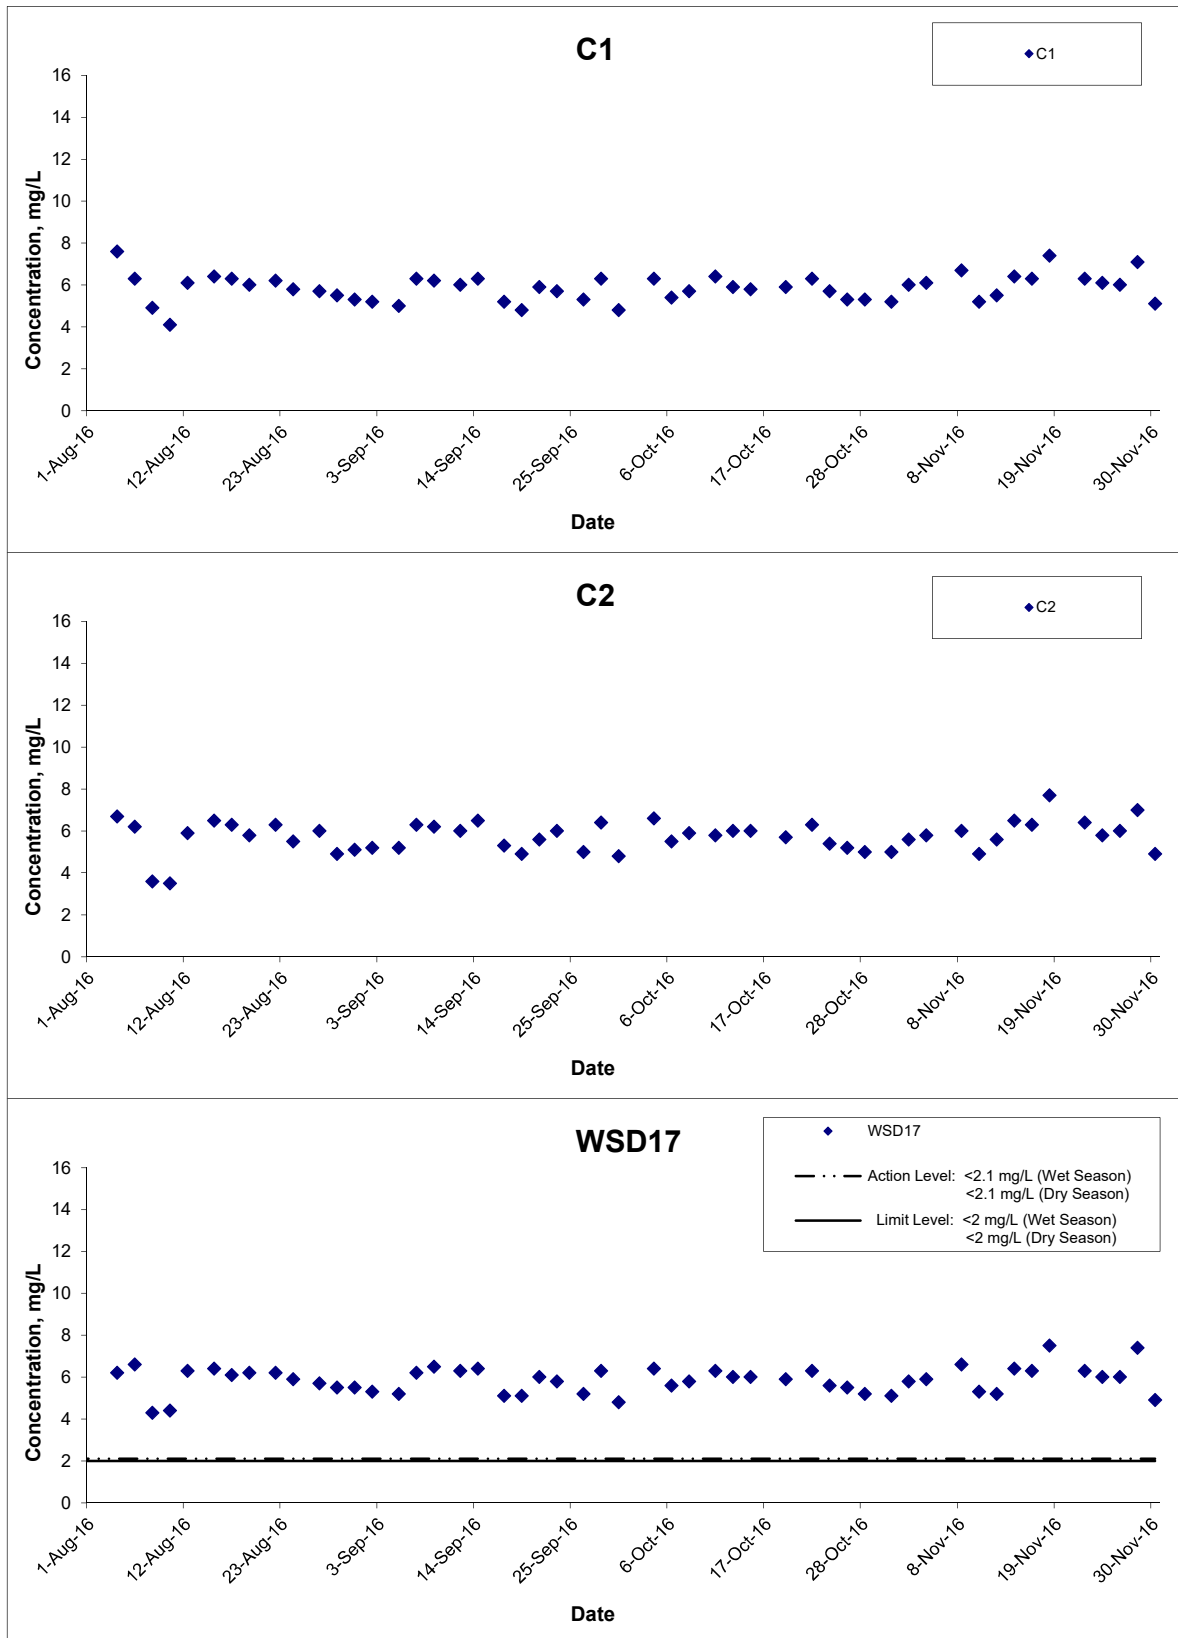 C1
C1
Concentration, mg/L
16
14
12
10
8
6
4
2
0
1-Aug-16
12-Aug-16
23-Aug-16
3-Sep-16
14-Sep-16
25-Sep-16
6-Oct-16
17-Oct-16
28-Oct-16
8-Nov-16
19-Nov-16
30-Nov-16
Date
C2
C2
Concentration, mg/L
16
14
12
10
8
6
4
2
0
1-Aug-16
12-Aug-16
23-Aug-16
3-Sep-16
14-Sep-16
25-Sep-16
6-Oct-16
17-Oct-16
28-Oct-16
8-Nov-16
19-Nov-16
30-Nov-16
Date
WSD17
WSD17
Action Level: <2.1 mg/L (Wet Season)
<2.1 mg/L (Dry Season)
Limit Level: <2 mg/L (Wet Season)
<2 mg/L (Dry Season)
Concentration, mg/L
16
14
12
10
8
6
4
2
0
1-Aug-16
12-Aug-16
23-Aug-16
3-Sep-16
14-Sep-16
25-Sep-16
6-Oct-16
17-Oct-16
28-Oct-16
8-Nov-16
19-Nov-16
30-Nov-16
Date